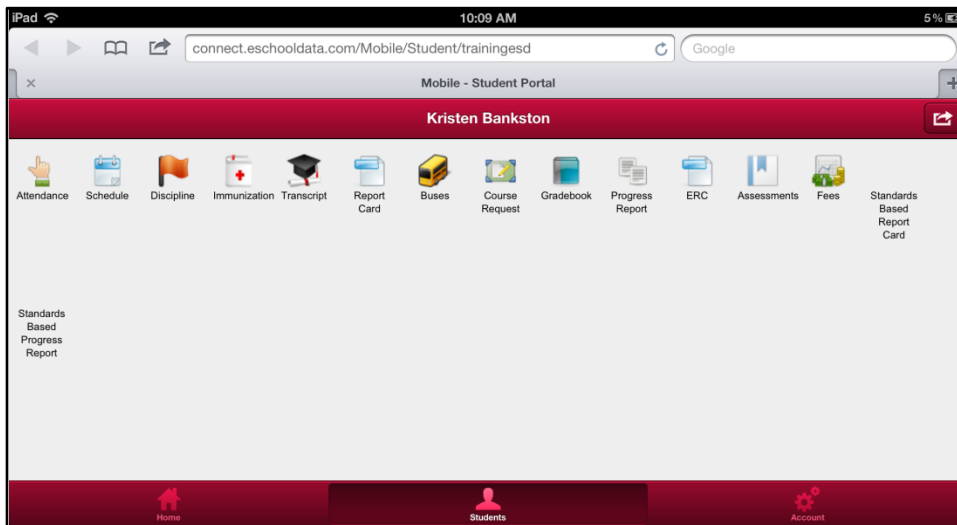 iPad 10:09 AM 5%
connect.eschooldata.com/Mobile/Student/trainingesd Google
Mobile - Student Portal
Kristen Bankston
Attendance
Schedule
Discipline
Immunization
Transcript
Report
Card
Buses
Course
Request
Gradebook
Progress
Report
ERC
Assessments
Fees
Standards
Based
Report
Card
Standards
Based
Progress
Report
Home
Students
Account